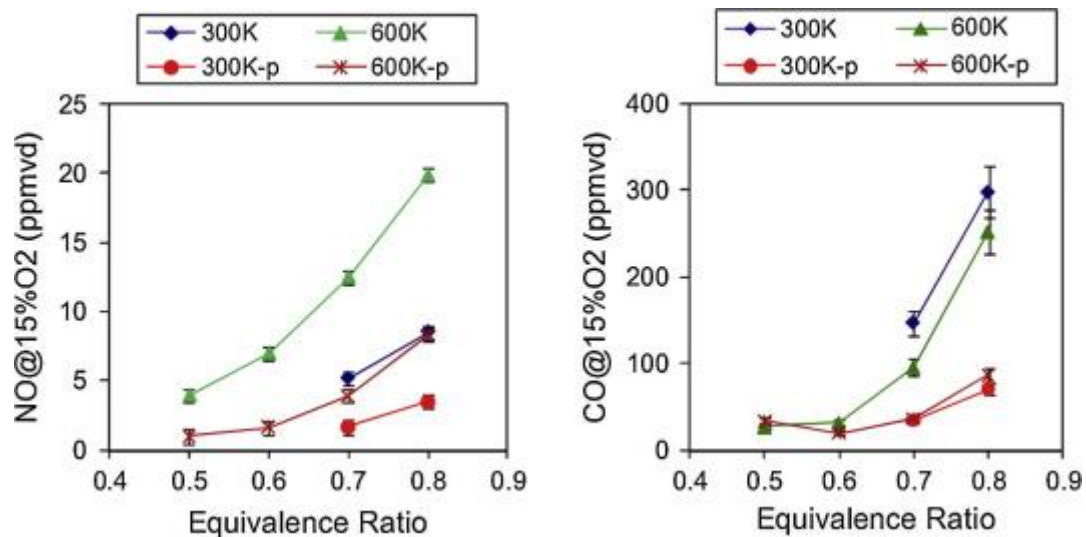 300K 600K
300K-p 600K-p
25
20
15
10
5
0
0.4 0.5 0.6 0.7 0.8 0.9
NO@15%O2 (ppmvd)
Equivalence Ratio
300K 600K
300K-p 600K-p
400
300
200
100
0
0.4 0.5 0.6 0.7 0.8 0.9
CO@15%O2 (ppmvd)
Equivalence Ratio